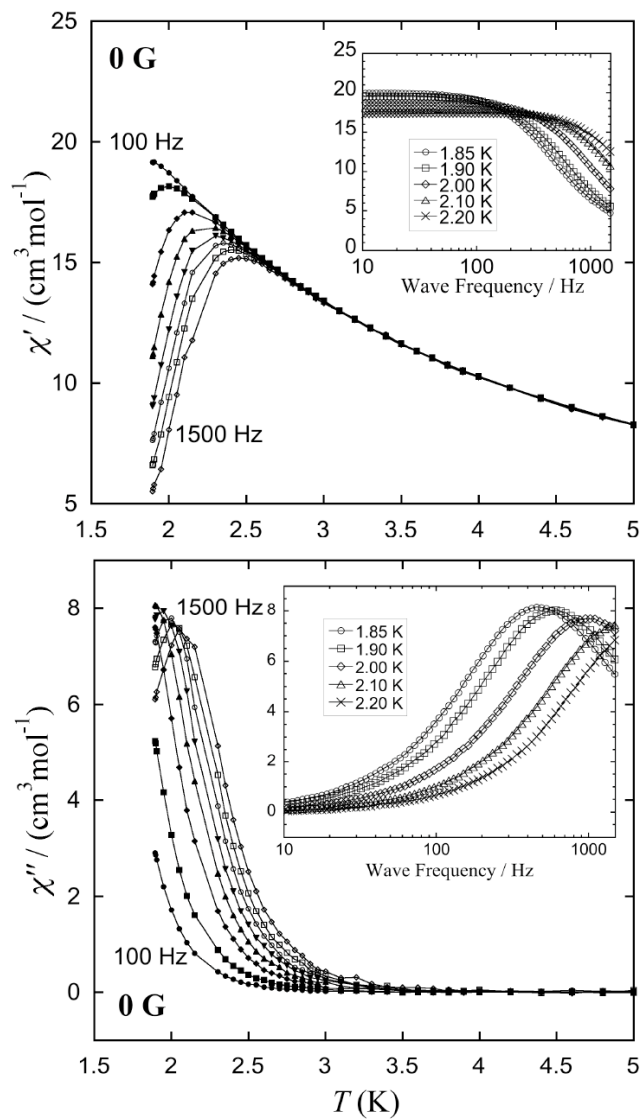 25
20
15
10
5
χ′ / (cm³mol⁻¹)
0 G
100 Hz
1500 Hz
1.5 2 2.5 3 3.5 4 4.5 5
25
20
15
10
5
0
1.85 K
1.90 K
2.00 K
2.10 K
2.20 K
10 100 1000
Wave Frequency / Hz
8
6
4
2
0
χ″ / (cm³mol⁻¹)
1500 Hz
100 Hz
0 G
8
6
4
2
0
1.85 K
1.90 K
2.00 K
2.10 K
2.20 K
10 100 1000
Wave Frequency / Hz
1.5 2 2.5 3 3.5 4 4.5 5
T (K)